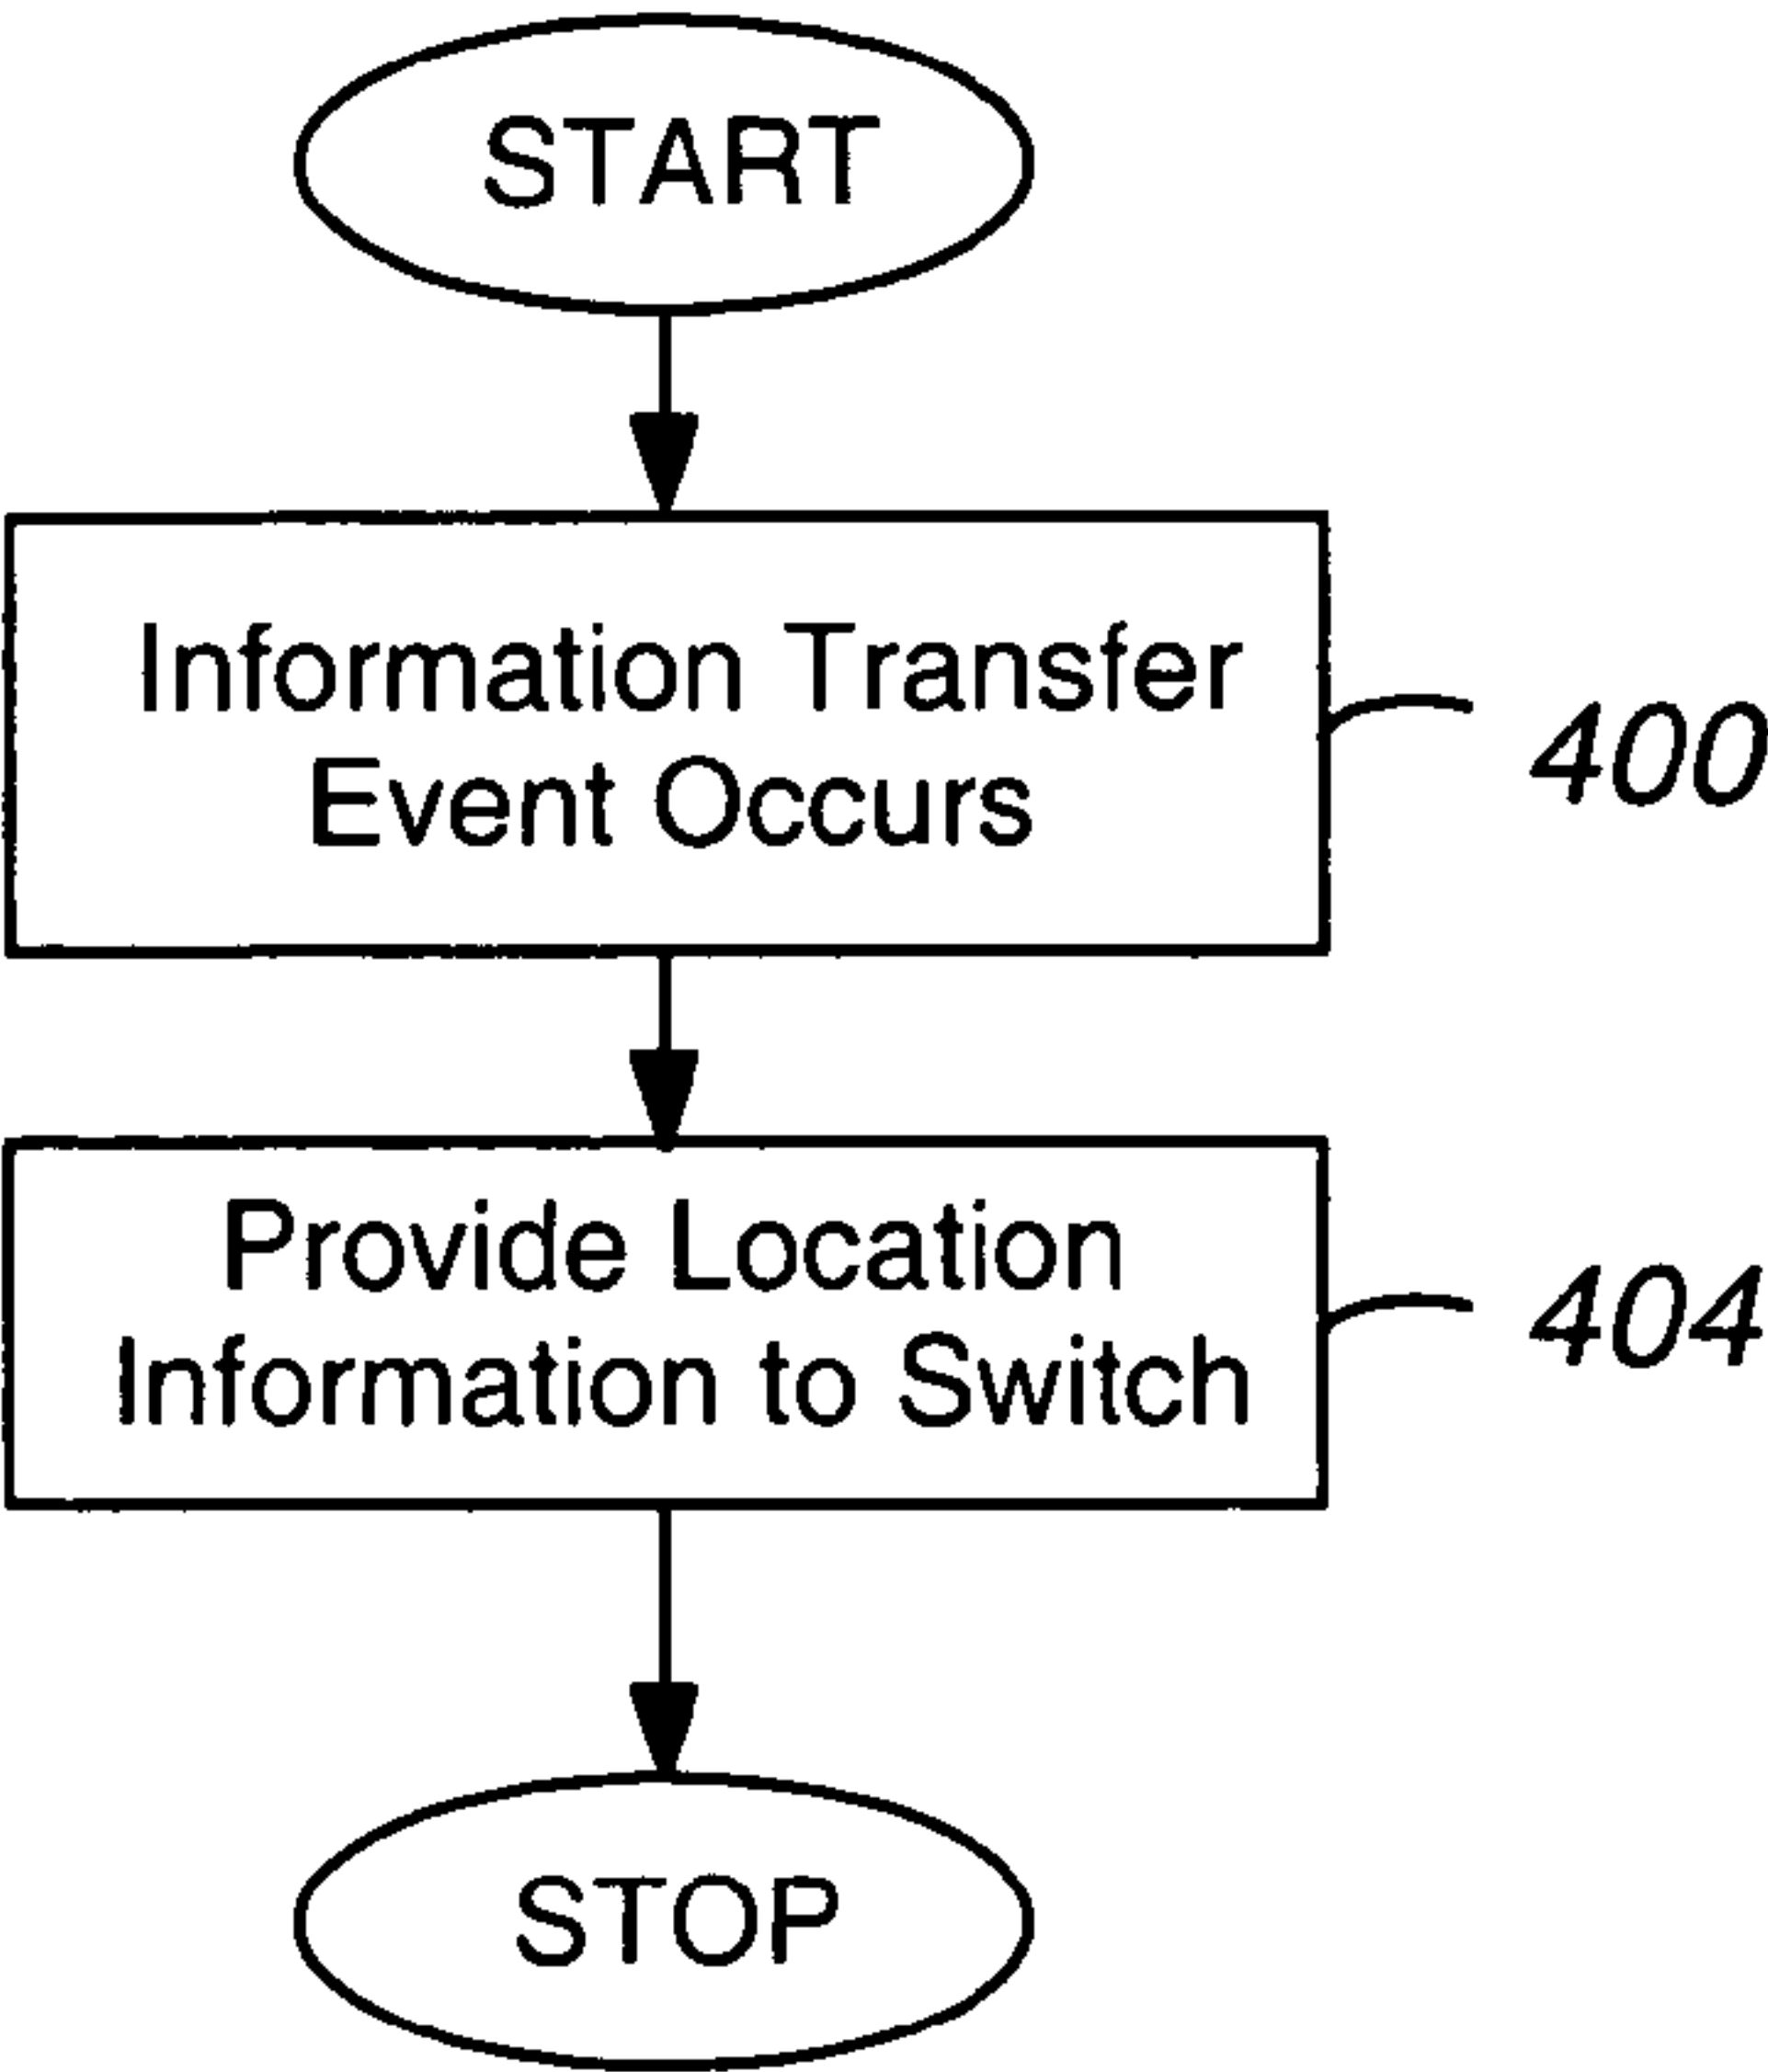 START
Information Transfer
Event Occurs
400
Provide Location
Information to Switch
404
STOP